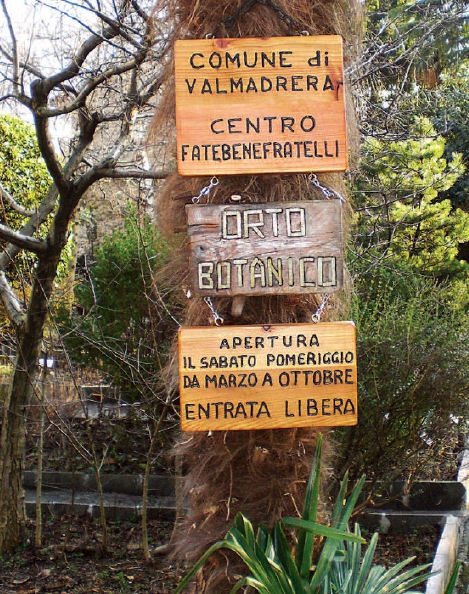 COMUNE di
VALMADRERA
CENTRO
FATEBENEFRATELLI
ORTO
BOTANICO
APERTURA
IL SABATO POMERIGGIO
DA MARZO A OTTOBRE
ENTRATA LIBERA